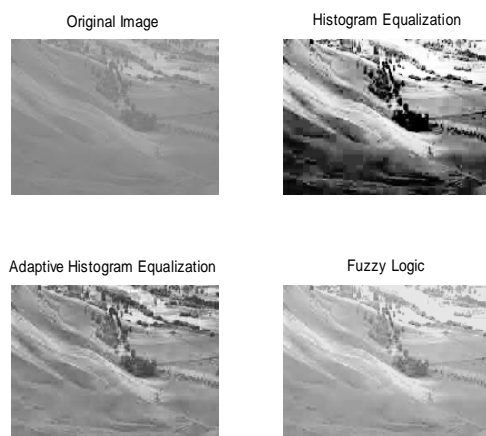 Original Image
Histogram Equalization
Adaptive Histogram Equalization
Fuzzy Logic